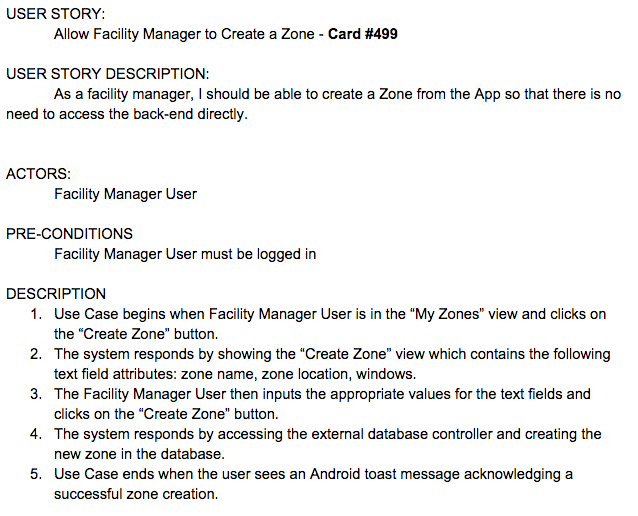 USER STORY:
Allow Facility Manager to Create a Zone - Card #499
USER STORY DESCRIPTION:
As a facility manager, I should be able to create a Zone from the App so that there is no
need to access the back-end directly.
ACTORS:
Facility Manager User
PRE-CONDITIONS
Facility Manager User must be logged in
DESCRIPTION
1. Use Case begins when Facility Manager User is in the “My Zones” view and clicks on
the “Create Zone” button.
2. The system responds by showing the “Create Zone” view which contains the following
text field attributes: zone name, zone location, windows.
3. The Facility Manager User then inputs the appropriate values for the text fields and
clicks on the “Create Zone” button.
4. The system responds by accessing the external database controller and creating the
new zone in the database.
5. Use Case ends when the user sees an Android toast message acknowledging a
successful zone creation.